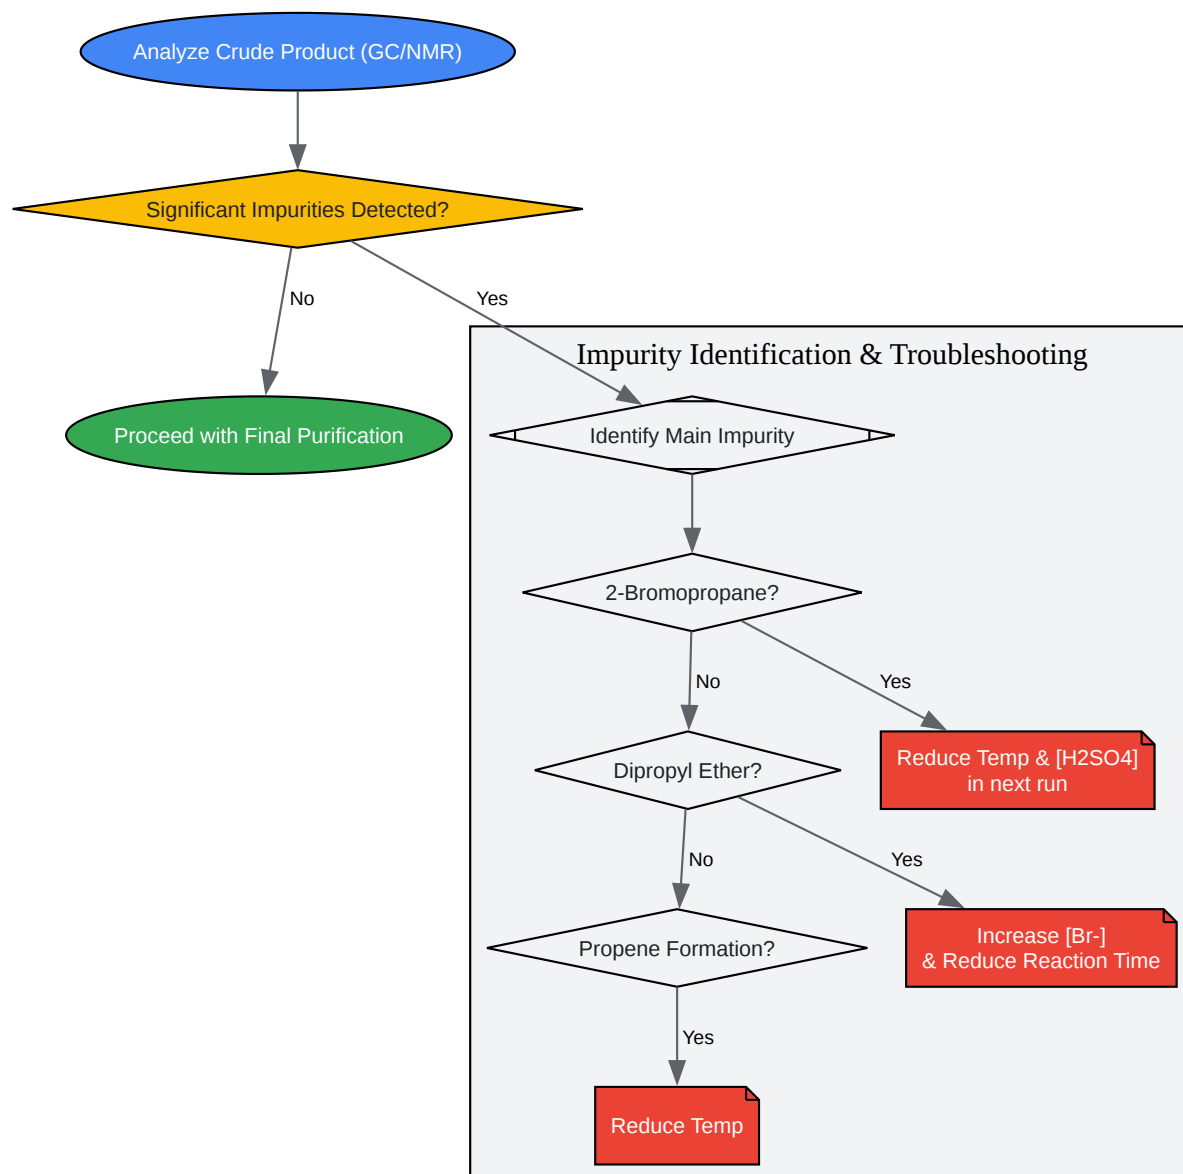 Analyze Crude Product (GC/NMR)
Significant Impurities Detected?
No
Yes
Impurity Identification & Troubleshooting
Proceed with Final Purification
Identify Main Impurity
2-Bromopropane?
No
Yes
Reduce Temp & [H2SO4]
in next run
Dipropyl Ether?
No
Yes
Increase [Br-]
& Reduce Reaction Time
Propene Formation?
Yes
Reduce Temp